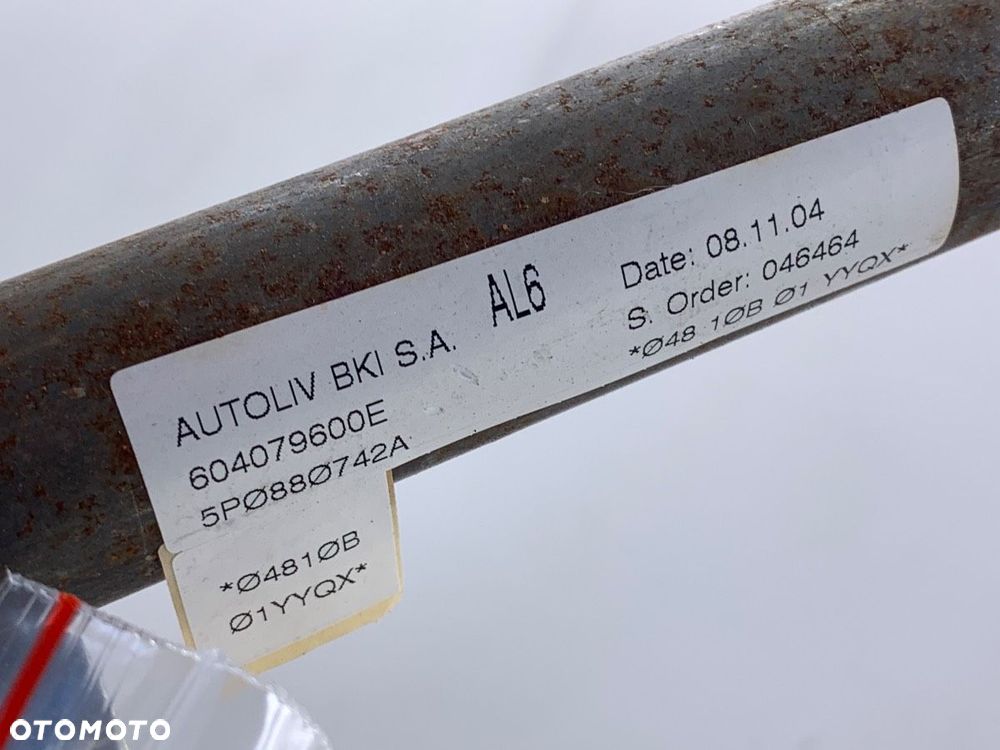 AUTOLIV BKI S.A.
AL6
Date: 08.11.04
604079600E
S. Order: 046464
5PØ88Ø742A
*Ø48 1ØB Ø1 YYQX*
*Ø481ØB
Ø1YYQX*
OTOMOTO